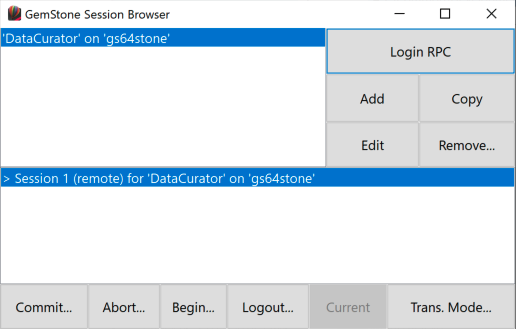 GemStone Session Browser
'DataCurator' on 'gs64stone'
Login RPC
Add
Copy
Edit
Remove...
> Session 1 (remote) for 'DataCurator' on 'gs64stone'
Commit...
Abort...
Begin...
Logout...
Current
Trans. Mode...